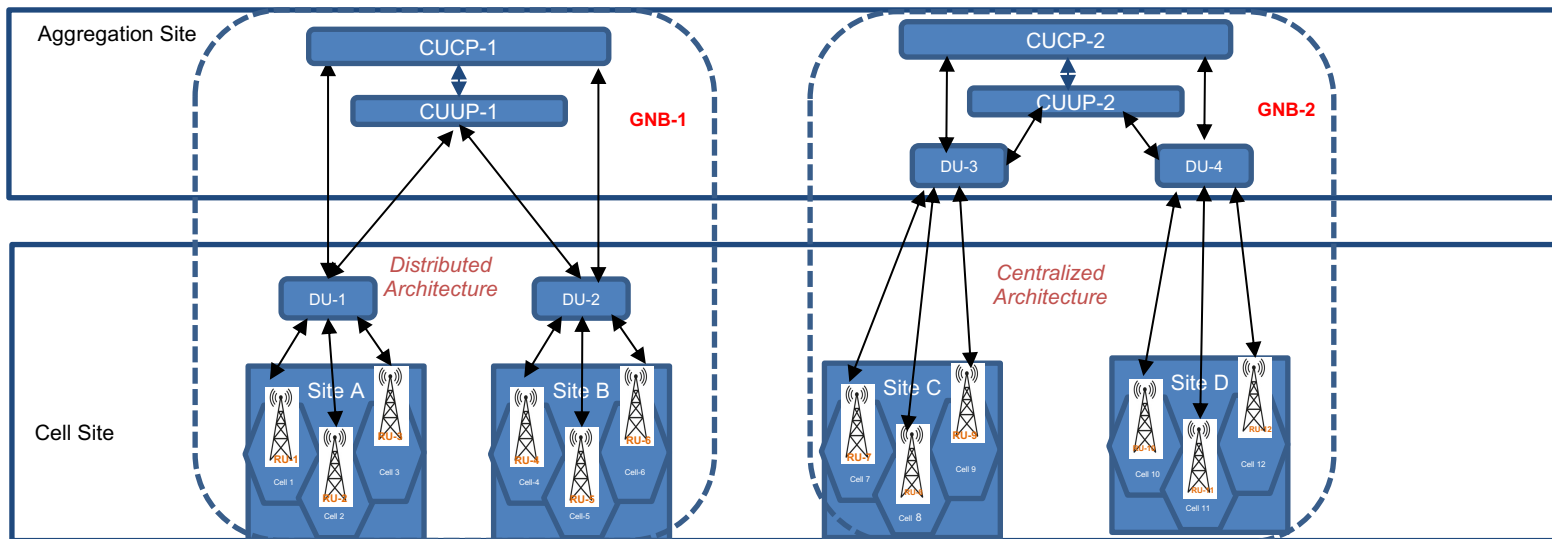 Aggregation Site
CUCP-1
CUUP-1
GNB-1
CUCP-2
CUUP-2
GNB-2
DU-3
DU-4
Distributed
Architecture
Centralized
Architecture
DU-1
DU-2
Cell Site
Site A
RU-1
RU-2
RU-3
Cell 1
Cell 2
Cell 3
Site B
RU-4
RU-5
RU-6
Cell-4
Cell-5
Cell-6
Site C
RU-7
RU-9
Cell 7
Cell 8
Cell 9
Site D
RU-10
RU-11
RU-12
Cell 10
Cell 11
Cell 12